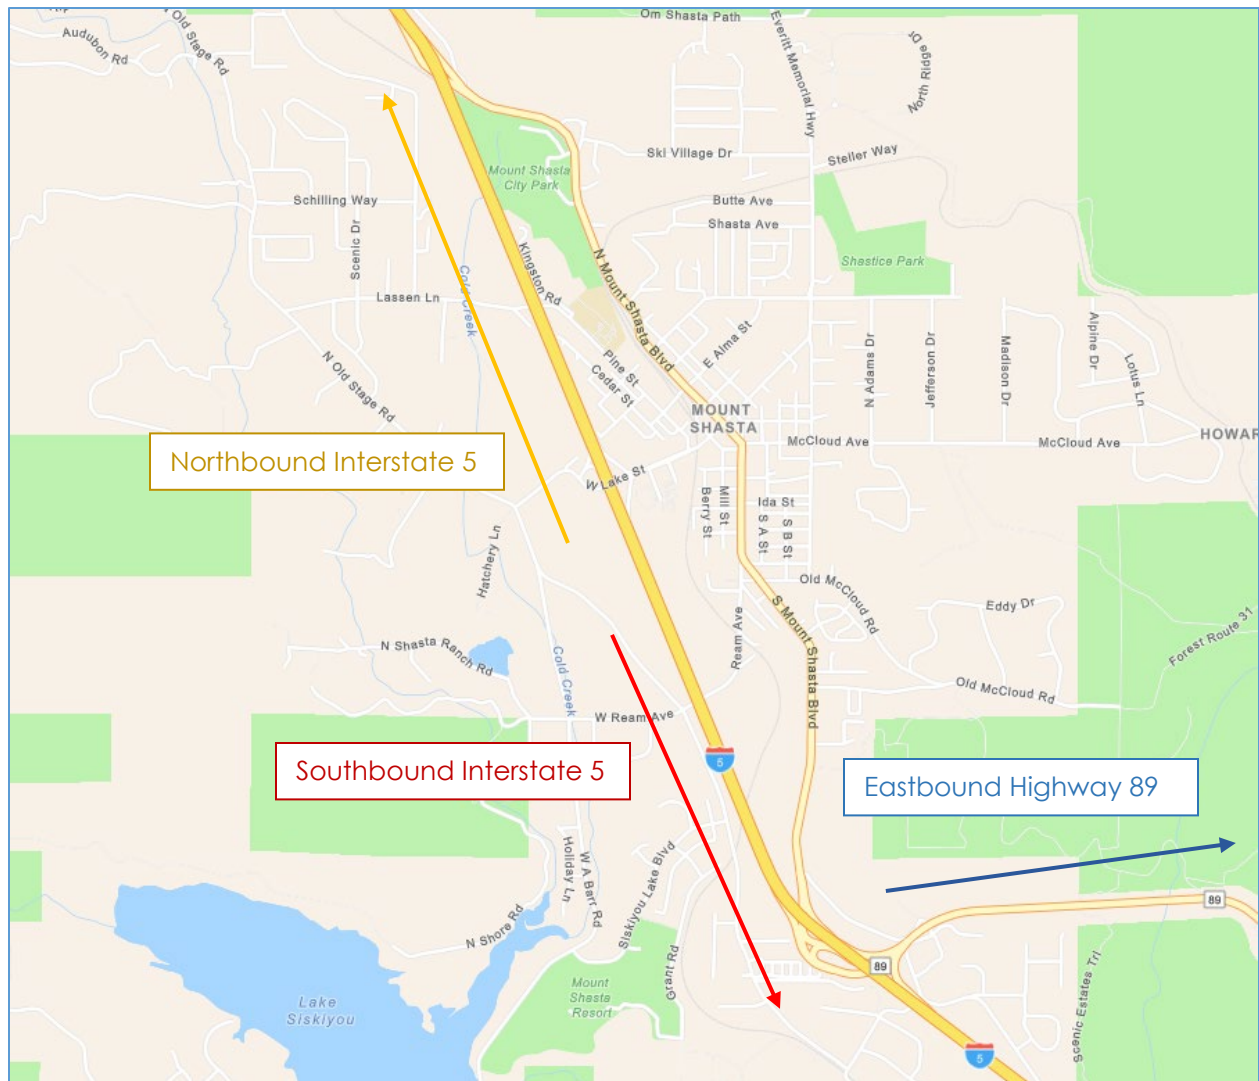 Om Shasta Path
Old Stage Rd
Audubon Rd
Everitt Memorial Hwy
North Ridge Dr
Ski Village Dr
Steller Way
Mount Shasta
City Park
Schilling Way
Butte Ave
Shasta Ave
Scenic Dr
Kingston Rd
N Mount Shasta Blvd
Shastice Park
Cold Creek
Lassen Ln
E Alma St
N Adams Dr
Jefferson Dr
Madison Dr
Alpine Dr
Lotus Ln
N Old Stage Rd
Pine St
Cedar St
MOUNT
SHASTA
McCloud Ave
McCloud Ave
HOWAR
Northbound Interstate 5
W Lake St
Berry St
Mill St
Ida St
S A St
S B St
Hatchery Ln
Old McCloud Rd
Eddy Dr
S Mount Shasta Blvd
Ream Ave
Forest Route 31
N Shasta Ranch Rd
Cold Creek
Old McCloud Rd
W Ream Ave
5
Southbound Interstate 5
Eastbound Highway 89
Holiday Ln
W A Barr Rd
Siskiyou Lake Blvd
89
N Shore Rd
Grant Rd
89
Mount
Shasta
Resort
Lake
Siskiyou
Scenic Estates Trl
5